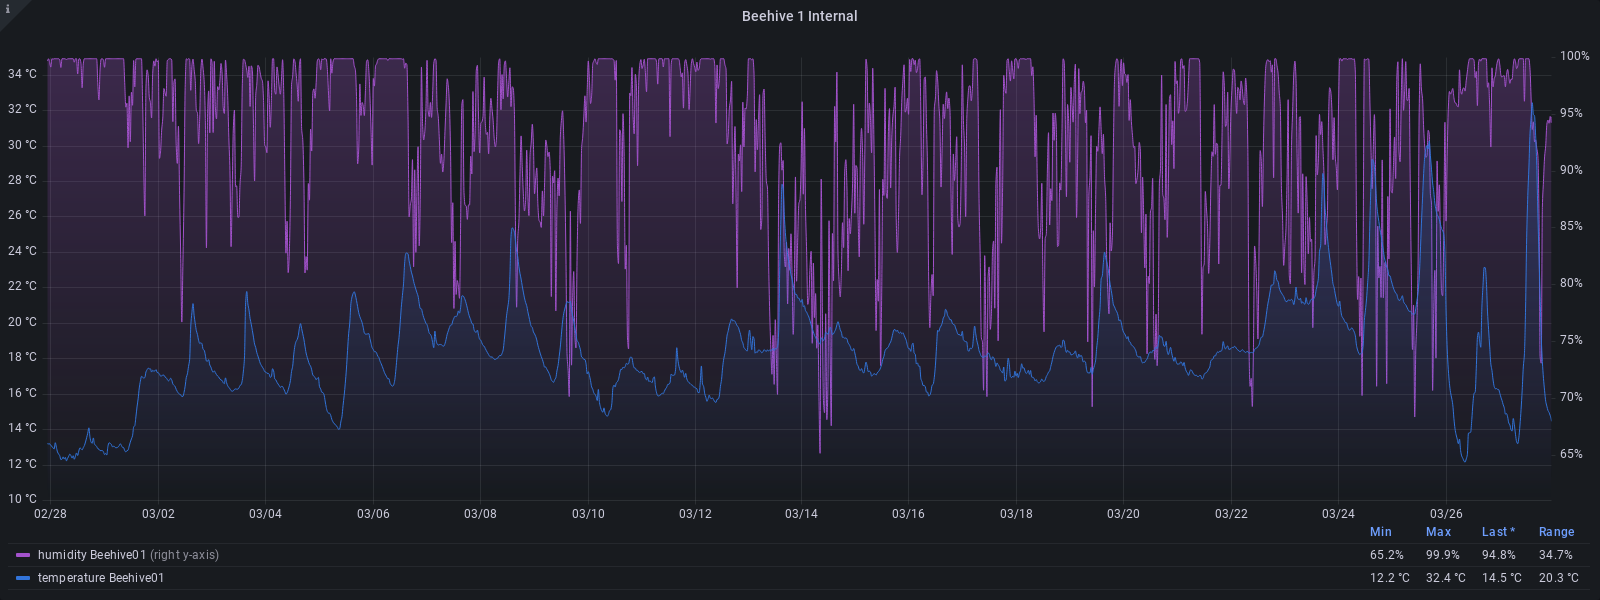 i
Beehive 1 Internal
34 °C
32 °C
30 °C
28 °C
26 °C
24 °C
22 °C
20 °C
18 °C
16 °C
14 °C
12 °C
10 °C
100%
95%
90%
85%
80%
75%
70%
65%
02/28 03/02 03/04 03/06 03/08 03/10 03/12 03/14 03/16 03/18 03/20 03/22 03/24 03/26
Min Max Last * Range
humidity Beehive01 (right y-axis) 65.2% 99.9% 94.8% 34.7%
temperature Beehive01 12.2 °C 32.4 °C 14.5 °C 20.3 °C